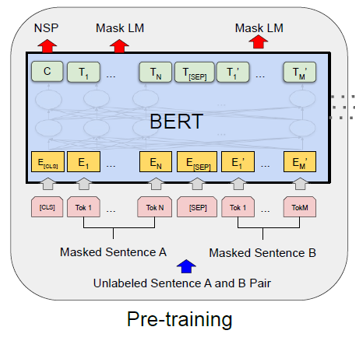 NSP Mask LM Mask LM
C T1 ... TN T[SEP] T1' ... TM'
BERT
E[CLS] E1 ... EN E[SEP] E1' ... EM'
[CLS] Tok 1 ... Tok N [SEP] Tok 1 ... TokM
Masked Sentence A Masked Sentence B
Unlabeled Sentence A and B Pair
Pre-training